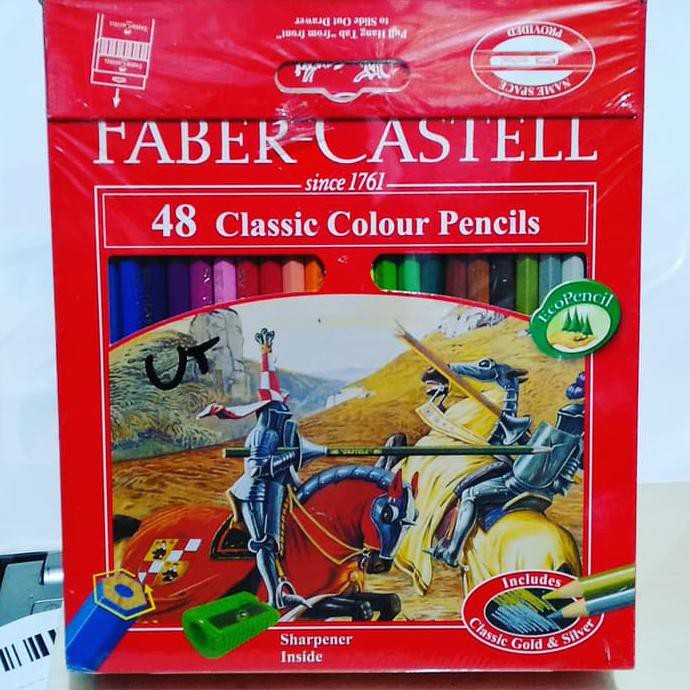 Pull Hang Tab "from front"
to Slide Out Drawer
NAME SPACE
PROVIDED
FABER-CASTELL
since 1761
48 Classic Colour Pencils
EcoPencil
UT
Includes
Classic Gold & Silver
Sharpener
Inside